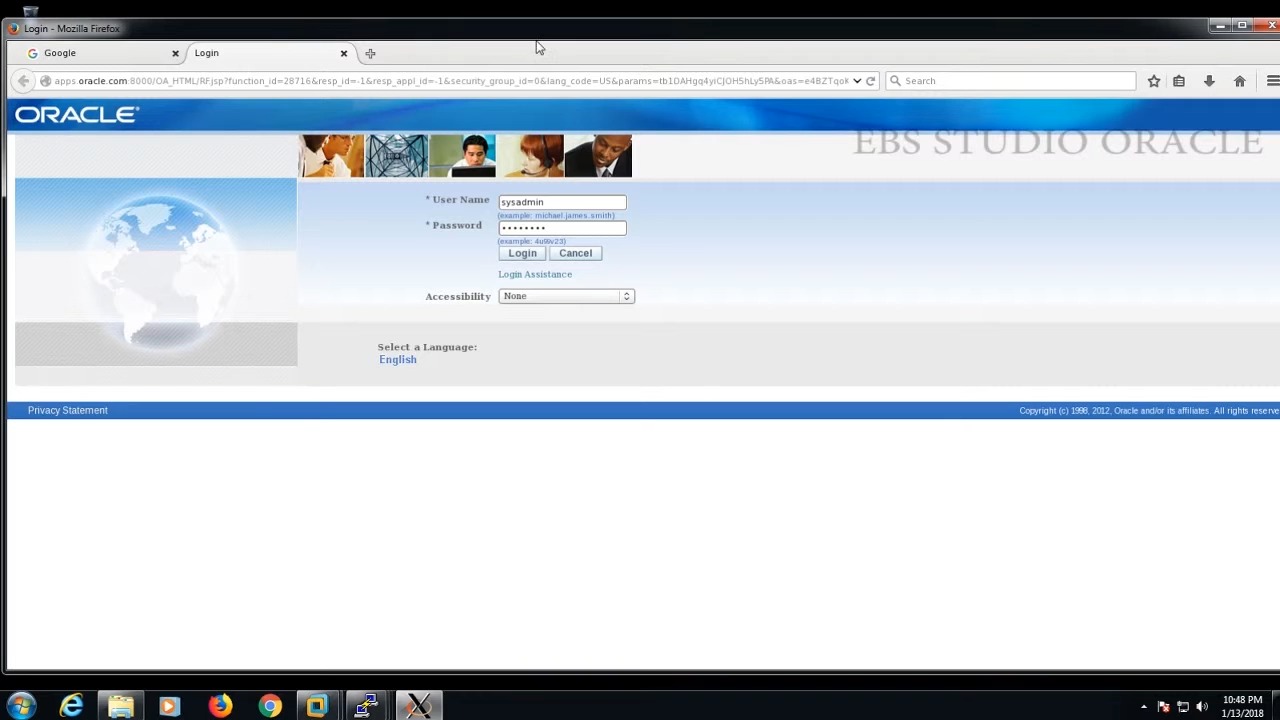 Login - Mozilla Firefox
Google
Login
apps.oracle.com:8000/OA_HTML/RF.jsp?function_id=28716&resp_id=-1&resp_appl_id=-1&security_group_id=0&lang_code=US&params=
Search
ORACLE
EBS STUDIO ORACLE
* User Name
sysadmin
(example: michael.james.smith)
* Password
(example: 4u99v23)
Login Cancel
Login Assistance
Accessibility
None
Select a Language:
English
Privacy Statement
Copyright (c) 1998, 2012, Oracle and/or its affiliates. All rights reserve
10:48 PM
1/13/2018